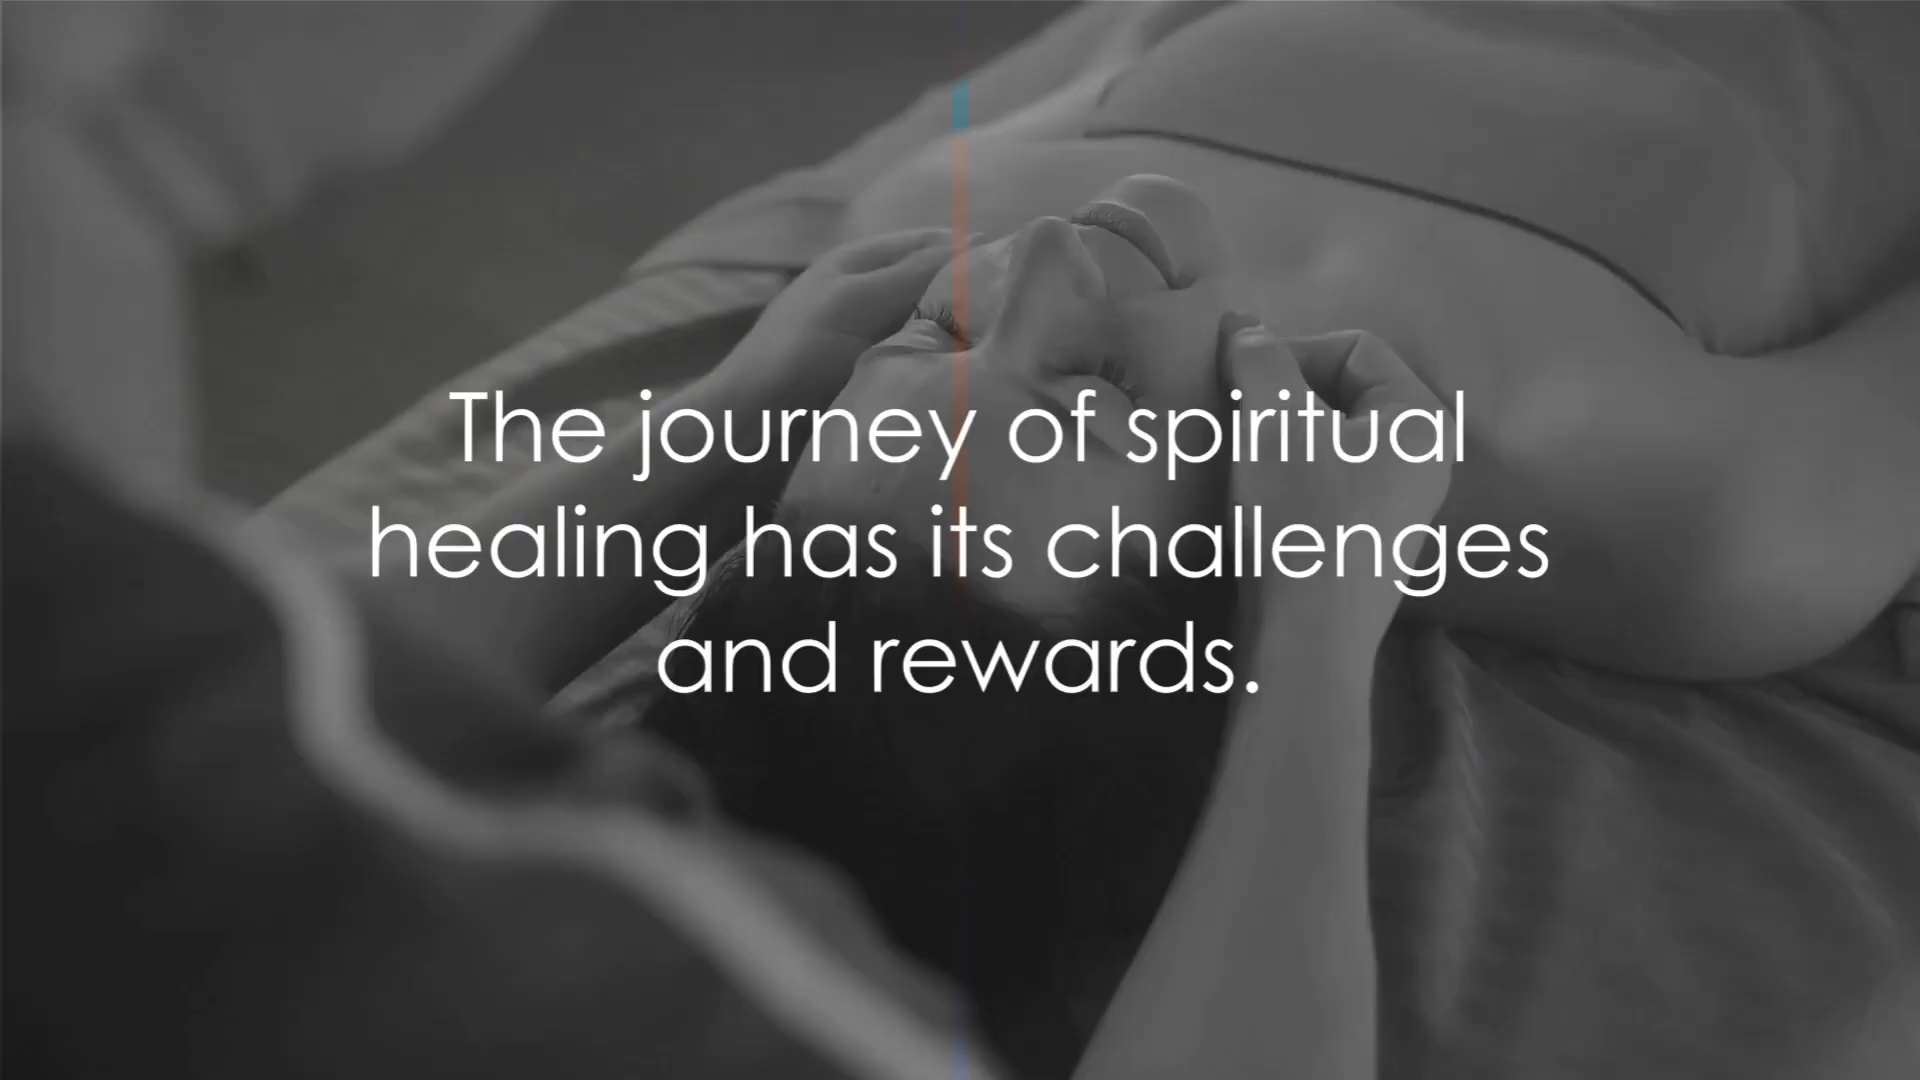 The journey of spiritual
healing has its challenges
and rewards.